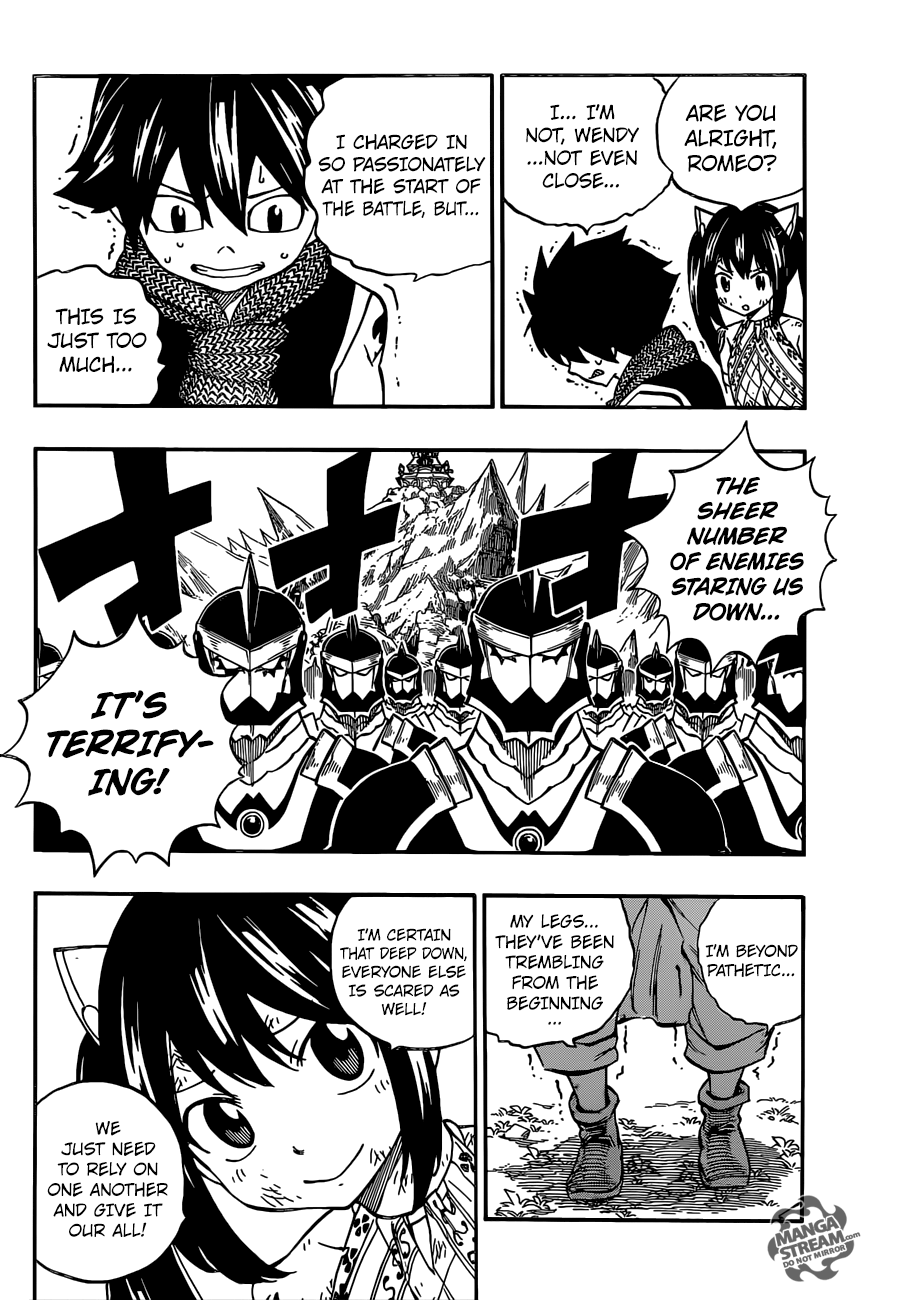 ARE YOU
ALRIGHT,
ROMEO?
I... I'M
NOT, WENDY
...NOT EVEN
CLOSE...
I CHARGED IN
SO PASSIONATELY
AT THE START OF
THE BATTLE, BUT...
THIS IS
JUST TOO
MUCH...
THE
SHEER
NUMBER
OF ENEMIES
STARING US
DOWN...
IT'S
TERRIFY-
ING!
I'M BEYOND
PATHETIC...
MY LEGS...
THEY'VE BEEN
TREMBLING
FROM THE
BEGINNING
...
I'M CERTAIN
THAT DEEP DOWN,
EVERYONE ELSE
IS SCARED AS
WELL!
WE
JUST NEED
TO RELY ON
ONE ANOTHER
AND GIVE IT
OUR ALL!
MANGA
STREAM.com
DO NOT MIRROR